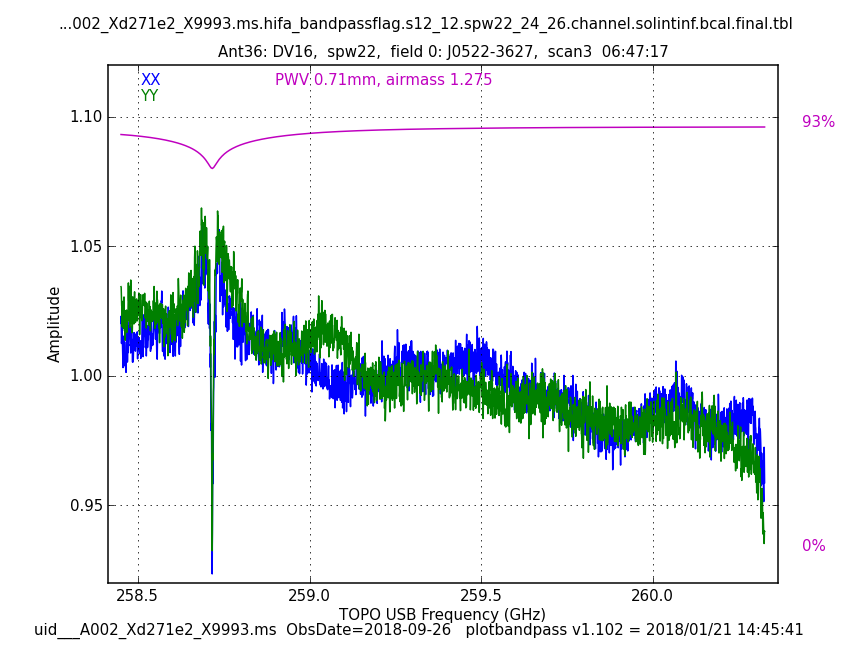 ...002_Xd271e2_X9993.ms.hifa_bandpassflag.s12_12.spw22_24_26.channel.solintinf.bcal.final.tbl
Ant36: DV16,  spw22,  field 0: J0522-3627,  scan3  06:47:17
XX
PWV 0.71mm, airmass 1.275
YY
1.10
93%
1.05
1.00
0.95
0%
Amplitude
258.5 259.0 259.5 260.0
TOPO USB Frequency (GHz)
uid___A002_Xd271e2_X9993.ms  ObsDate=2018-09-26   plotbandpass v1.102 = 2018/01/21 14:45:41